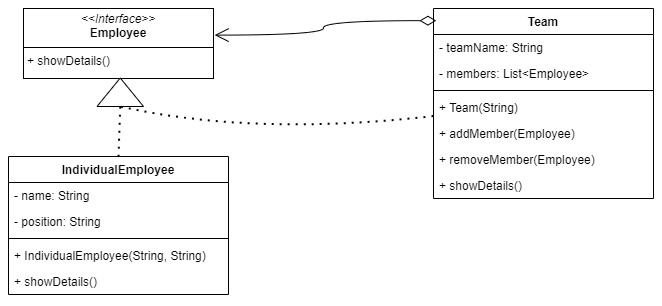 <<Interface>>
Employee
+ showDetails()
Team
- teamName: String
- members: List<Employee>
+ Team(String)
+ addMember(Employee)
+ removeMember(Employee)
+ showDetails()
IndividualEmployee
- name: String
- position: String
+ IndividualEmployee(String, String)
+ showDetails()